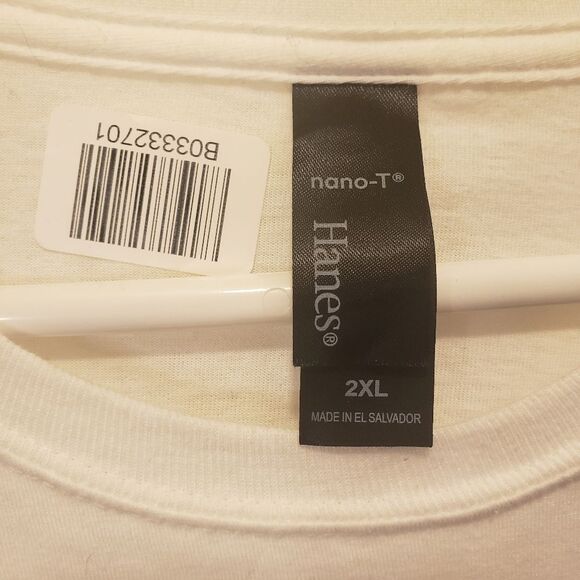 B03332701
nano-T®
Hanes®
2XL
MADE IN EL SALVADOR